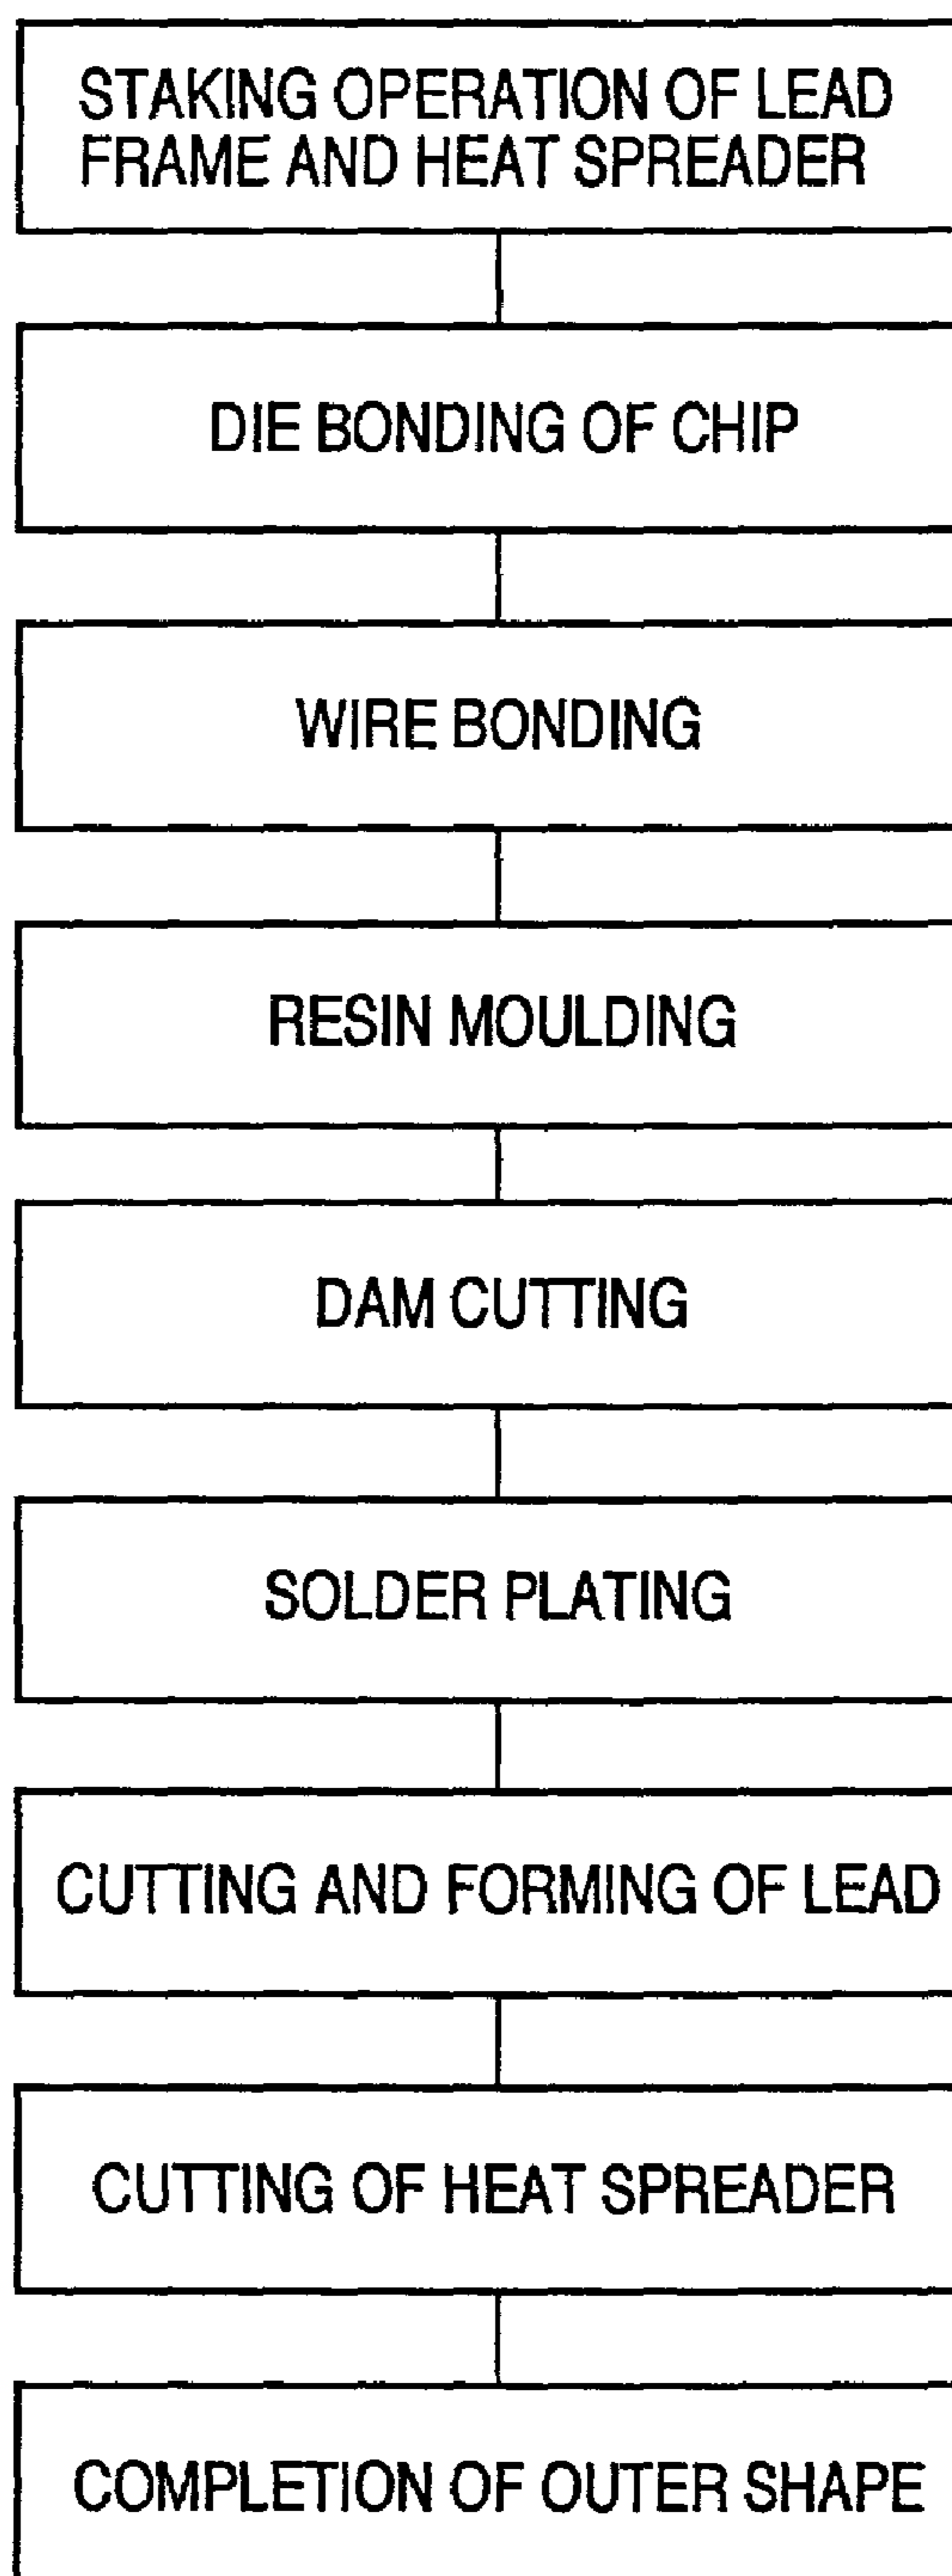 STAKING OPERATION OF LEAD
FRAME AND HEAT SPREADER
DIE BONDING OF CHIP
WIRE BONDING
RESIN MOULDING
DAM CUTTING
SOLDER PLATING
CUTTING AND FORMING OF LEAD
CUTTING OF HEAT SPREADER
COMPLETION OF OUTER SHAPE